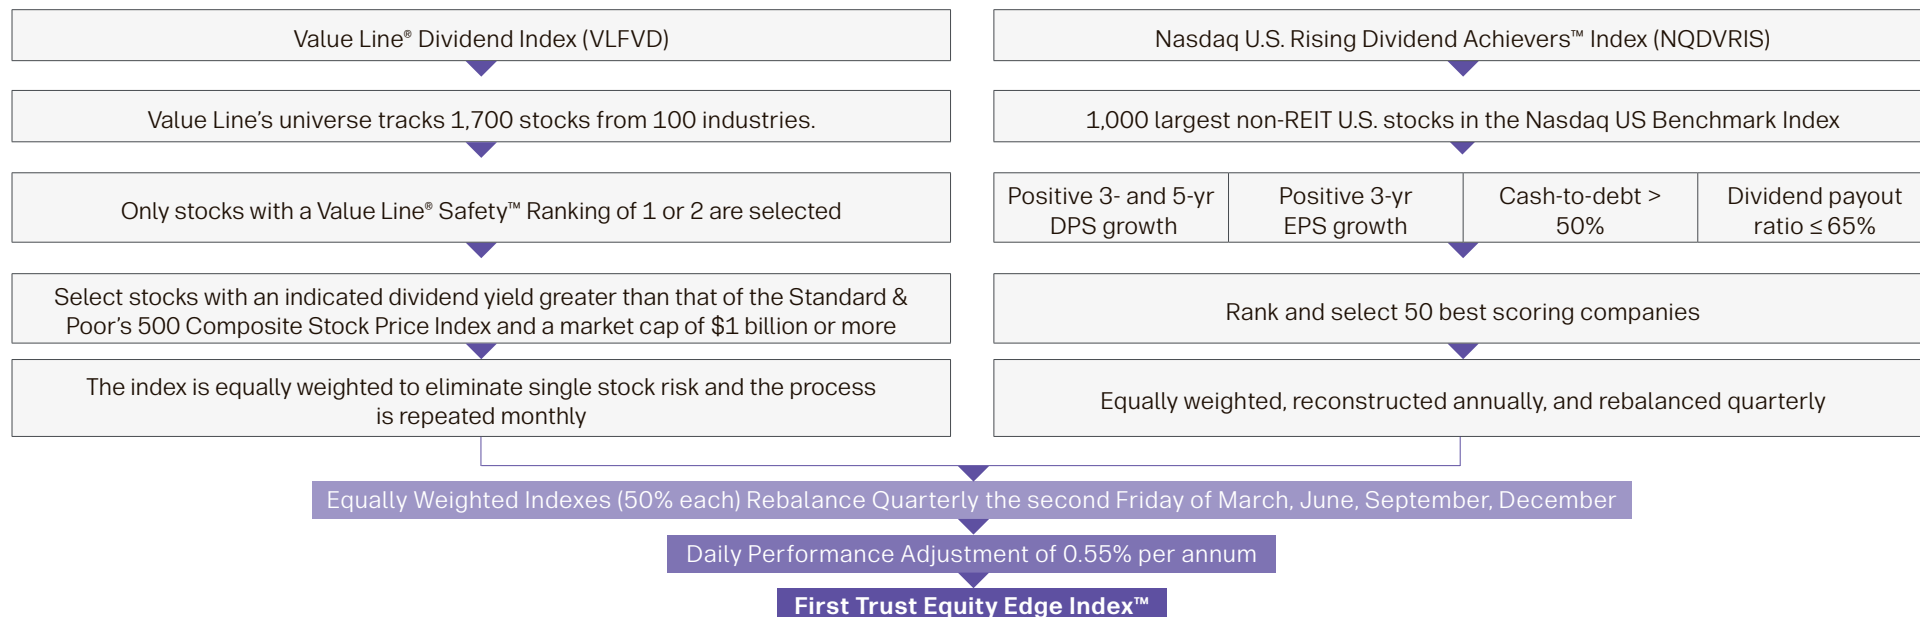 Value Line® Dividend Index (VLFVD)
Value Line's universe tracks 1,700 stocks from 100 industries.
Only stocks with a Value Line® Safety™ Ranking of 1 or 2 are selected
Select stocks with an indicated dividend yield greater than that of the Standard &
Poor's 500 Composite Stock Price Index and a market cap of $1 billion or more
The index is equally weighted to eliminate single stock risk and the process
is repeated monthly
Nasdaq U.S. Rising Dividend Achievers™ Index (NQDVRIS)
1,000 largest non-REIT U.S. stocks in the Nasdaq US Benchmark Index
Positive 3- and 5-yr
DPS growth
Positive 3-yr
EPS growth
Cash-to-debt >
50%
Dividend payout
ratio ≤ 65%
Rank and select 50 best scoring companies
Equally weighted, reconstructed annually, and rebalanced quarterly
Equally Weighted Indexes (50% each) Rebalance Quarterly the second Friday of March, June, September, December
Daily Performance Adjustment of 0.55% per annum
First Trust Equity Edge Index™